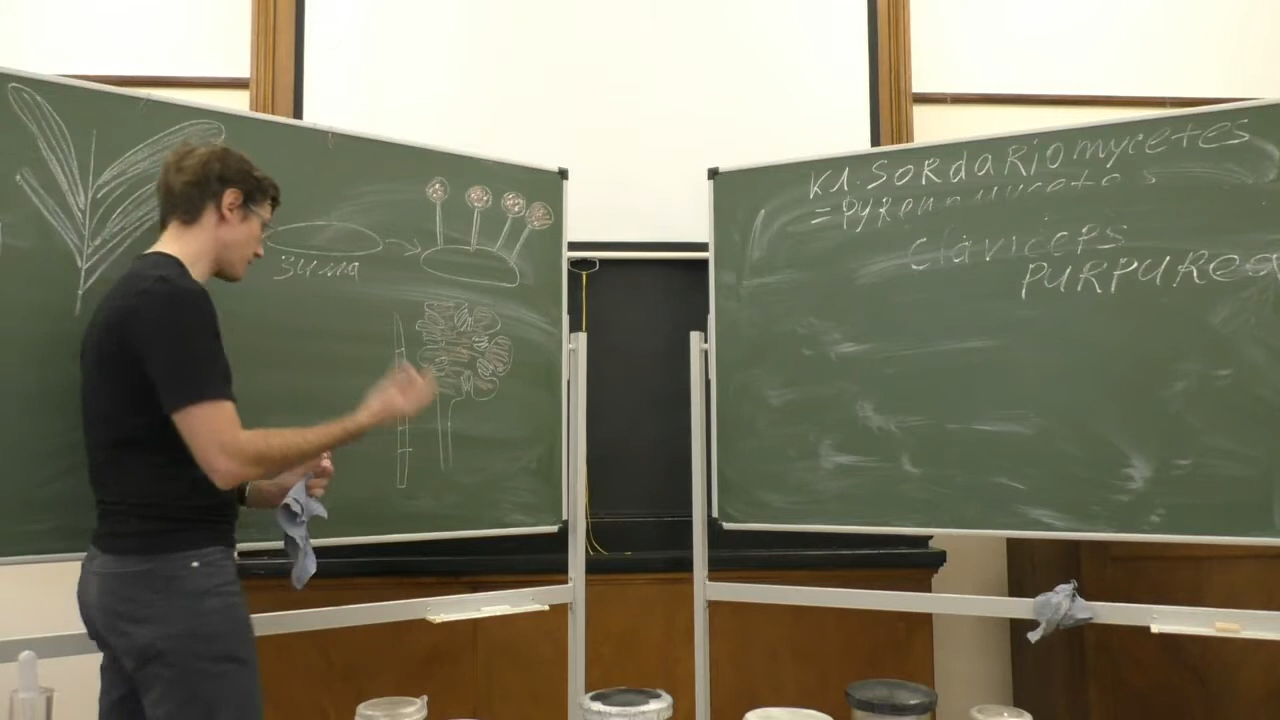 зима
Кл. SORDARIOMYCETES
= PYRENOMYCETES
CLAVICEPS
PURPUREA